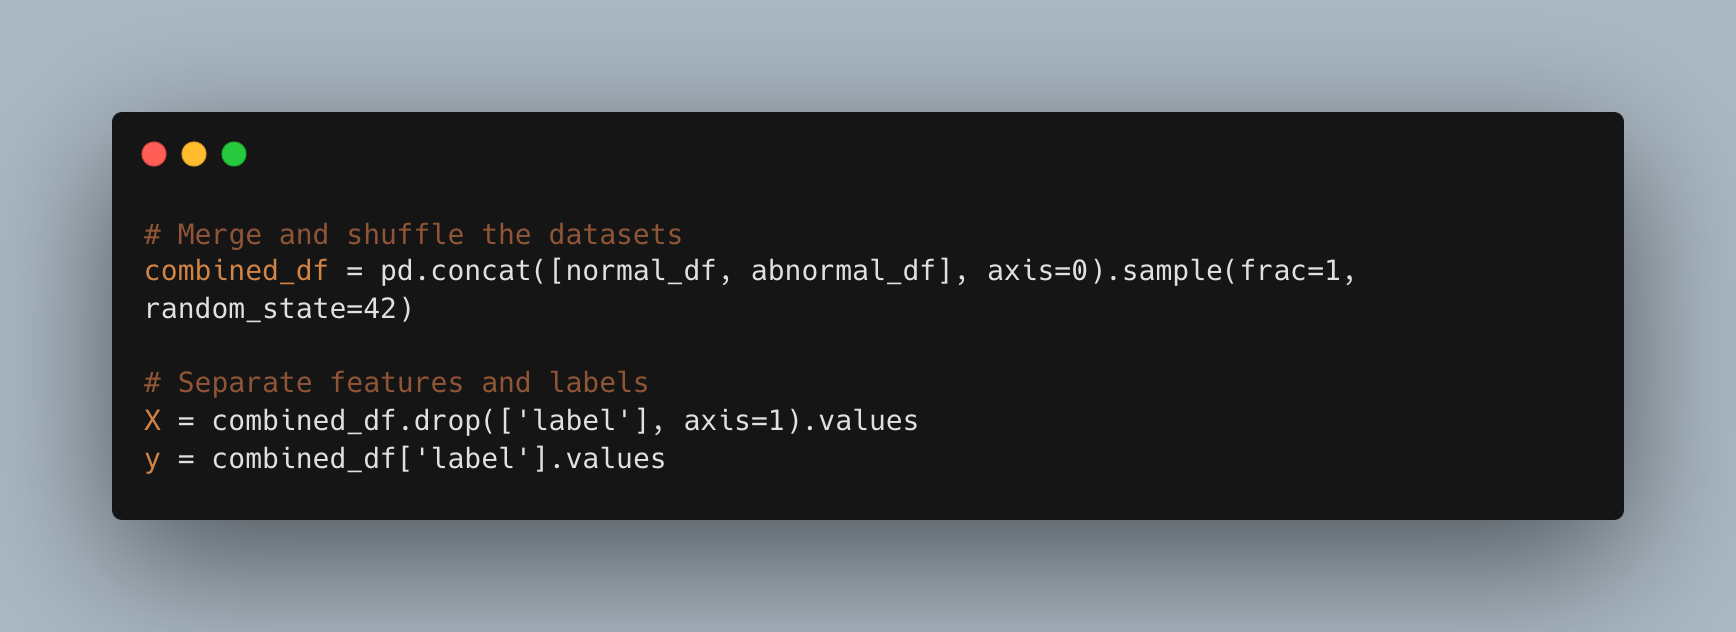 # Merge and shuffle the datasets
combined_df = pd.concat([normal_df, abnormal_df], axis=0).sample(frac=1,
random_state=42)
# Separate features and labels
X = combined_df.drop(['label'], axis=1).values
y = combined_df['label'].values